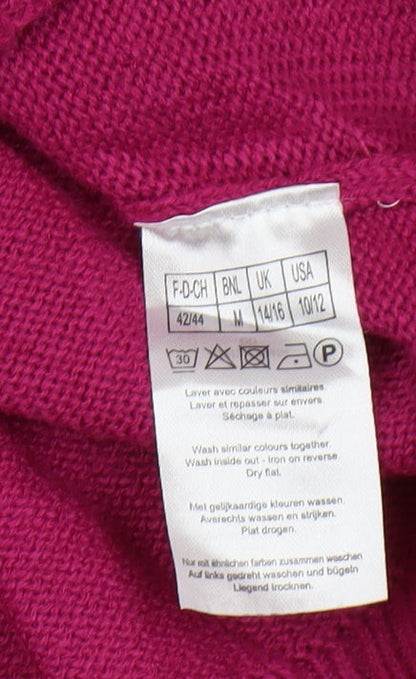 F-D-CH BNL UK USA
42/44 M 14/16 10/12
30 P
Laver avec couleurs similaires.
Laver et repasser sur envers.
Séchage à plat.
Wash similar colours together.
Wash inside out - iron on reverse.
Dry flat.
Met gelijkaardige kleuren wassen.
Averechts wassen en strijken.
Plat drogen.
Nur mit ähnlichen farben zusammen waschen
Auf links gedreht waschen und bügeln
Liegend trocknen.